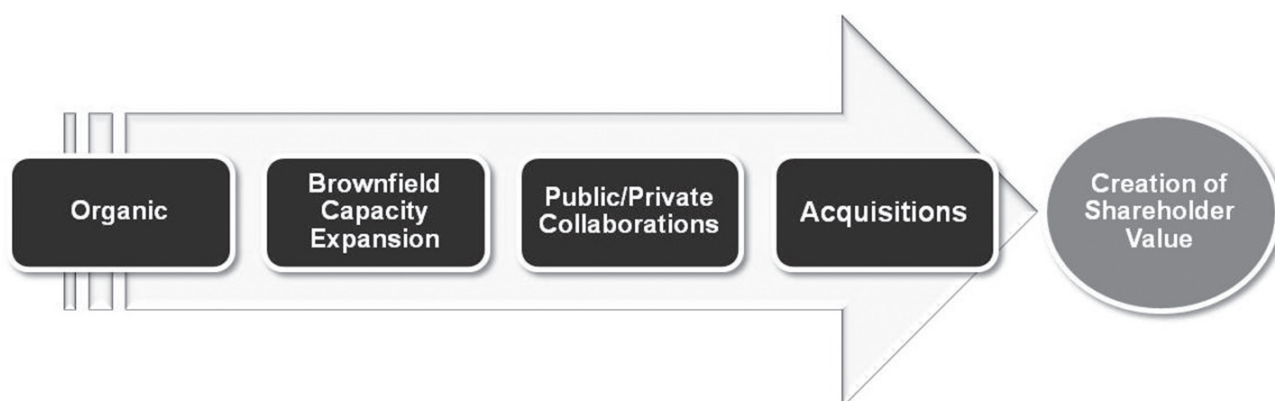 Organic
Brownfield
Capacity
Expansion
Public/Private
Collaborations
Acquisitions
Creation of
Shareholder
Value